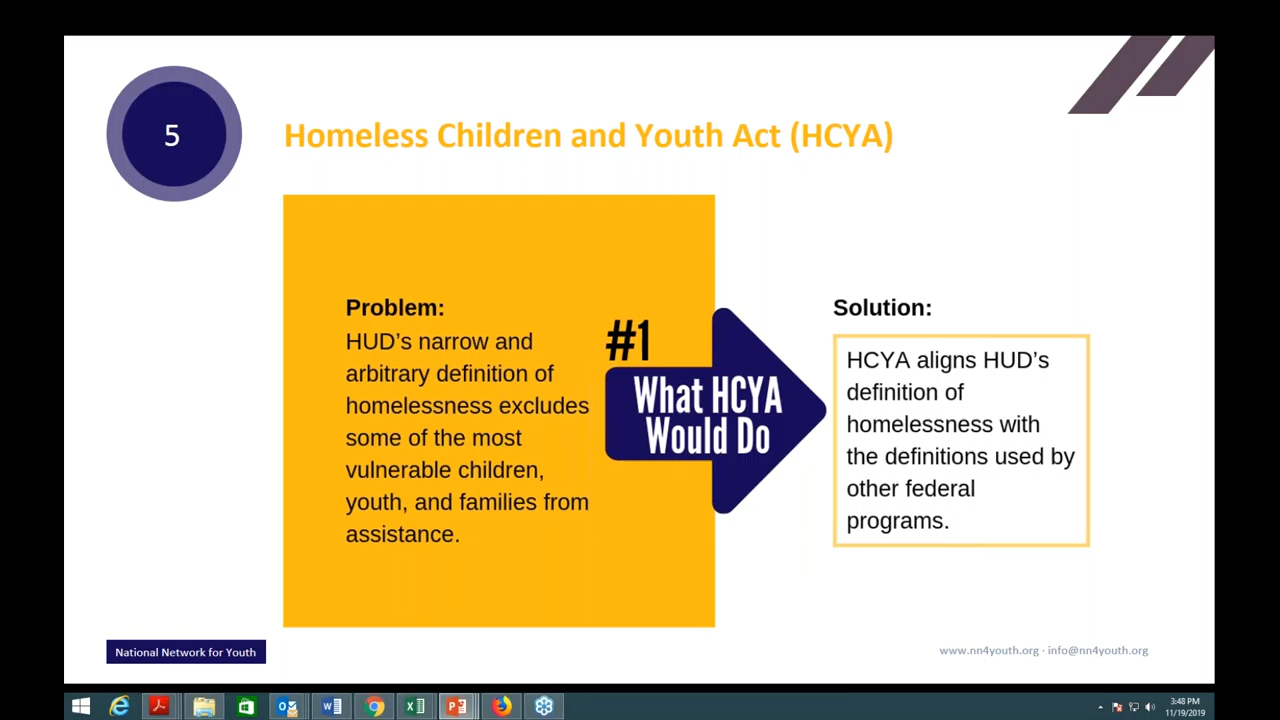 5
Homeless Children and Youth Act (HCYA)
Problem:
HUD's narrow and
arbitrary definition of
homelessness excludes
some of the most
vulnerable children,
youth, and families from
assistance.
#1
What HCYA
Would Do
Solution:
HCYA aligns HUD's
definition of
homelessness with
the definitions used by
other federal
programs.
National Network for Youth
www.nn4youth.org · info@nn4youth.org
3:48 PM
11/19/2019